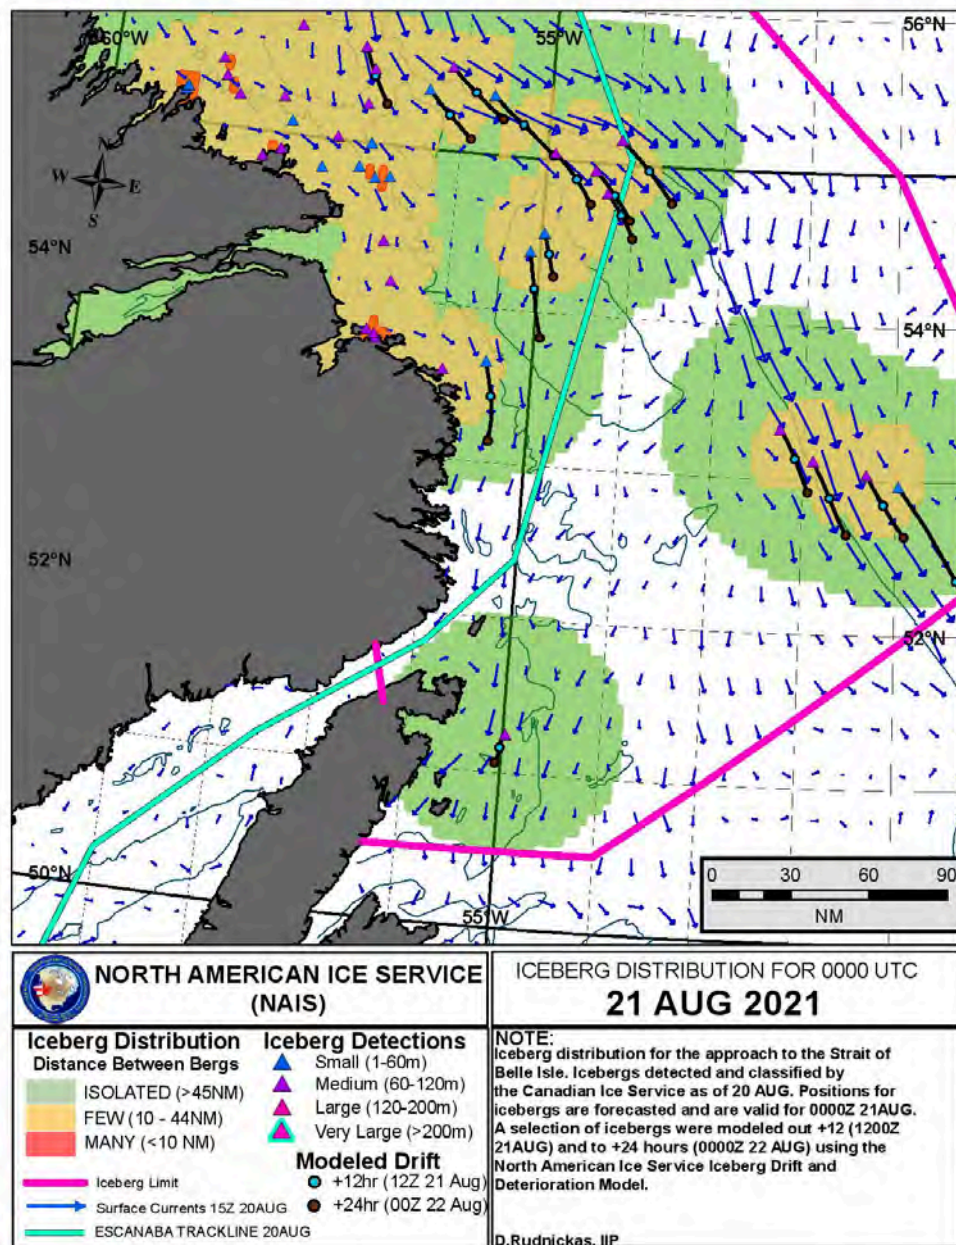 60°W
55°W
56°N
N
W
E
S
54°N
54°N
52°N
52°N
50°N
55°W
0 30 60 90
NM
NORTH AMERICAN ICE SERVICE
(NAIS)
ICEBERG DISTRIBUTION FOR 0000 UTC
21 AUG 2021
Iceberg Distribution
Distance Between Bergs
ISOLATED (>45NM)
FEW (10 - 44NM)
MANY (<10 NM)
Iceberg Limit
Surface Currents 15Z 20AUG
ESCANABA TRACKLINE 20AUG
Iceberg Detections
Small (1-60m)
Medium (60-120m)
Large (120-200m)
Very Large (>200m)
Modeled Drift
+12hr (12Z 21 Aug)
+24hr (00Z 22 Aug)
NOTE:
Iceberg distribution for the approach to the Strait of
Belle Isle. Icebergs detected and classified by
the Canadian Ice Service as of 20 AUG. Positions for
icebergs are forecasted and are valid for 0000Z 21AUG.
A selection of icebergs were modeled out +12 (1200Z
21AUG) and to +24 hours (0000Z 22 AUG) using the
North American Ice Service Iceberg Drift and
Deterioration Model.
D.Rudnickas, IIP